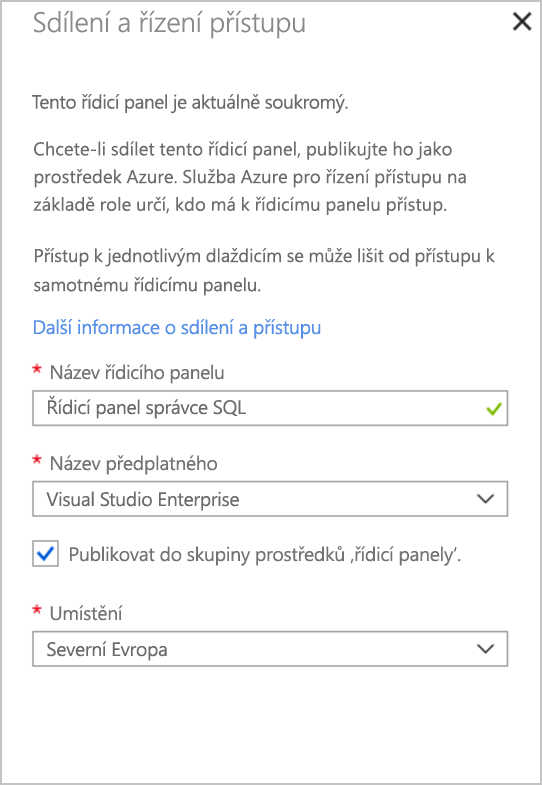 Sdílení a řízení přístupu
Tento řídicí panel je aktuálně soukromý.
Chcete-li sdílet tento řídicí panel, publikujte ho jako
prostředek Azure. Služba Azure pro řízení přístupu na
základě role určí, kdo má k řídicímu panelu přístup.
Přístup k jednotlivým dlaždicím se může lišit od přístupu k
samotnému řídicímu panelu.
Další informace o sdílení a přístupu
* Název řídicího panelu
Řídicí panel správce SQL
* Název předplatného
Visual Studio Enterprise
Publikovat do skupiny prostředků ‚řídicí panely‘.
* Umístění
Severní Evropa